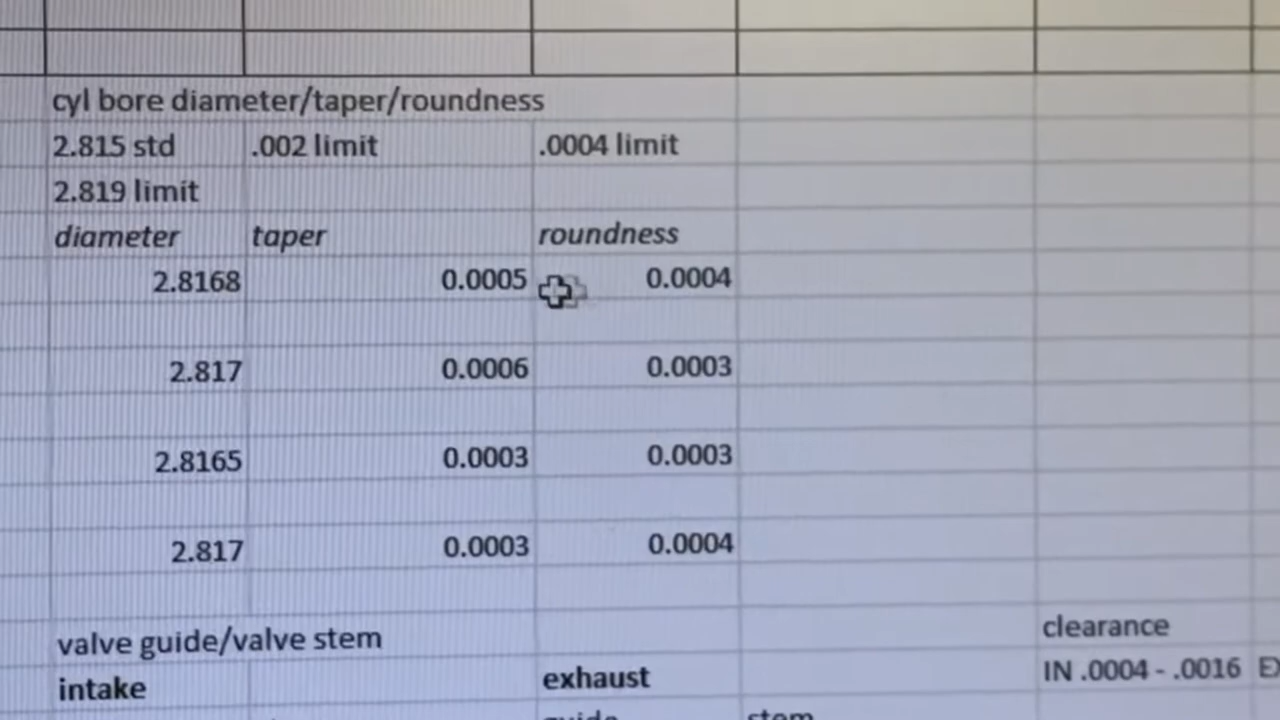 cyl bore diameter/taper/roundness
2.815 std .002 limit .0004 limit
2.819 limit
diameter taper roundness
2.8168 0.0005 0.0004
2.817 0.0006 0.0003
2.8165 0.0003 0.0003
2.817 0.0003 0.0004
valve guide/valve stem clearance
intake exhaust IN .0004 - .0016
guide stem